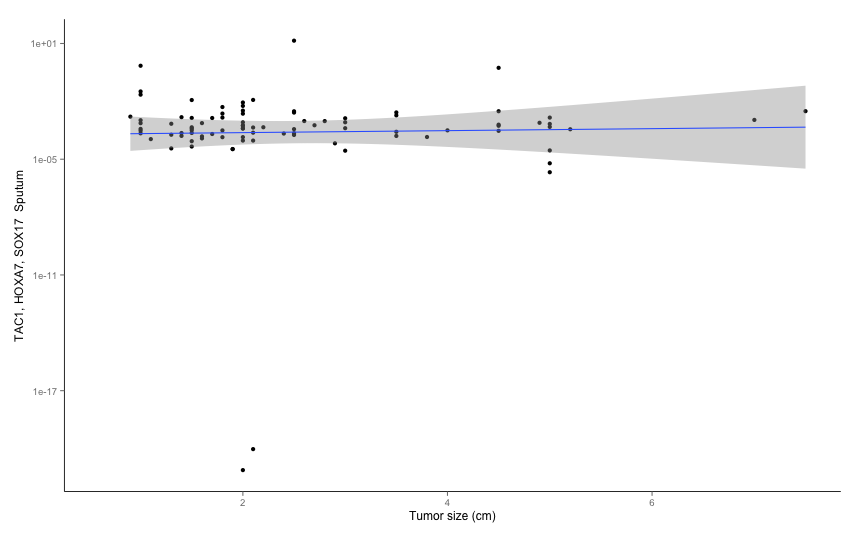 1e+01
1e-05
1e-11
1e-17
TAC1, HOXA7, SOX17 Sputum
2
4
6
Tumor size (cm)